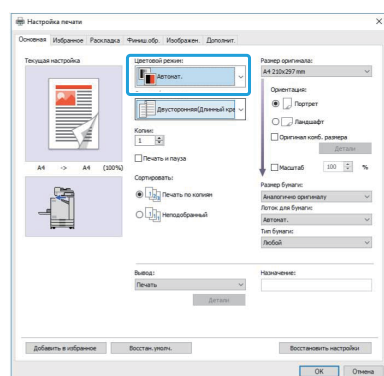 Настройка печати
Основная Избранное Раскладка Финиш.обр. Изображен. Дополнит.
Текущая настройка
A4 -> A4 (100%)
Цветовой режим:
Автомат.
Двусторонняя(Длинный кре
Копии:
1
Печать и пауза
Сортировать:
Печать по копиям
Неподобранный
Вывод:
Печать
Детали
Размер оригинала:
A4 210x297 mm
Ориентация:
Портрет
Ландшафт
Оригинал комб. размера
Детали
Масштаб 100 %
Размер бумаги:
Аналогично оригиналу
Лоток для бумаги:
Автомат.
Тип бумаги:
Любой
Назначение:
Добавить в избранное Восстан.умолч. Восстановить настройки
OK Отмена